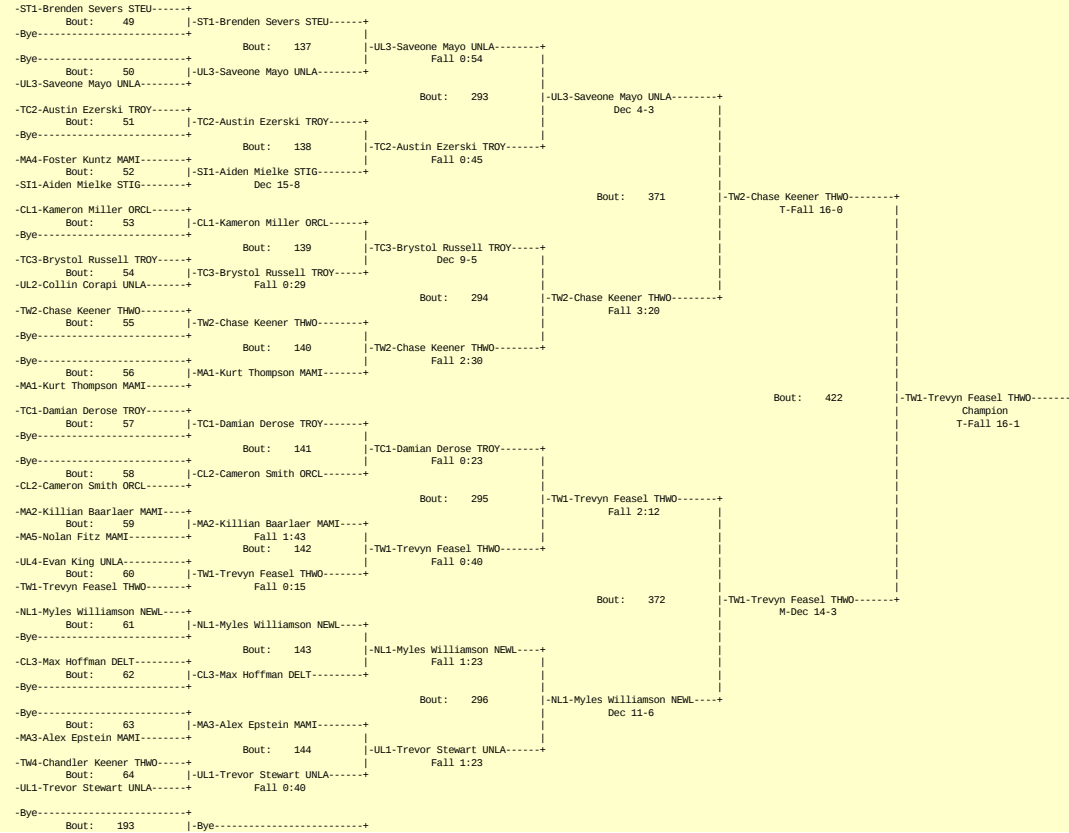 -ST1-Brenden Severs STEU------+
Bout: 49 |-ST1-Brenden Severs STEU------+
-Bye--------------------------+ |
Bout: 137 |-UL3-Saveone Mayo UNLA--------+
-Bye--------------------------+ | Fall 0:54 |
Bout: 50 |-UL3-Saveone Mayo UNLA--------+ |
-UL3-Saveone Mayo UNLA--------+ |
Bout: 293 |-UL3-Saveone Mayo UNLA--------+
-TC2-Austin Ezerski TROY------+ | Dec 4-3 |
Bout: 51 |-TC2-Austin Ezerski TROY------+ | |
-Bye--------------------------+ | | |
Bout: 138 |-TC2-Austin Ezerski TROY------+ |
-MA4-Foster Kuntz MAMI--------+ | Fall 0:45 |
Bout: 52 |-SI1-Aiden Mielke STIG--------+ |
-SI1-Aiden Mielke STIG--------+ Dec 15-8 |
Bout: 371 |-TW2-Chase Keener THWO--------+
-CL1-Kameron Miller ORCL------+ | T-Fall 16-0 |
Bout: 53 |-CL1-Kameron Miller ORCL------+ | |
-Bye--------------------------+ | | |
Bout: 139 |-TC3-Brystol Russell TROY-----+ | |
-TC3-Brystol Russell TROY-----+ | Dec 9-5 | | |
Bout: 54 |-TC3-Brystol Russell TROY-----+ | | |
-UL2-Collin Corapi UNLA-------+ Fall 0:29 | | |
Bout: 294 |-TW2-Chase Keener THWO--------+ |
-TW2-Chase Keener THWO--------+ | Fall 3:20 |
Bout: 55 |-TW2-Chase Keener THWO--------+ | |
-Bye--------------------------+ | | |
Bout: 140 |-TW2-Chase Keener THWO--------+ |
-Bye--------------------------+ | Fall 2:30 |
Bout: 56 |-MA1-Kurt Thompson MAMI-------+ |
-MA1-Kurt Thompson MAMI-------+ |
Bout: 422 |-TW1-Trevyn Feasel THWO------
-TC1-Damian Derose TROY-------+ | Champion
Bout: 57 |-TC1-Damian Derose TROY-------+ | T-Fall 16-1
-Bye--------------------------+ | |
Bout: 141 |-TC1-Damian Derose TROY-------+ |
-Bye--------------------------+ | Fall 0:23 | |
Bout: 58 |-CL2-Cameron Smith ORCL-------+ | |
-CL2-Cameron Smith ORCL-------+ | |
Bout: 295 |-TW1-Trevyn Feasel THWO-------+ |
-MA2-Killian Baarlaer MAMI----+ | Fall 2:12 | |
Bout: 59 |-MA2-Killian Baarlaer MAMI----+ | | |
-MA5-Nolan Fitz MAMI----------+ Fall 1:43 | | | |
Bout: 142 |-TW1-Trevyn Feasel THWO-------+ | |
-UL4-Evan King UNLA-----------+ | Fall 0:40 | |
Bout: 60 |-TW1-Trevyn Feasel THWO-------+ | |
-TW1-Trevyn Feasel THWO-------+ Fall 0:15 | |
Bout: 372 |-TW1-Trevyn Feasel THWO-------+
-NL1-Myles Williamson NEWL----+ | M-Dec 14-3
Bout: 61 |-NL1-Myles Williamson NEWL----+ |
-Bye--------------------------+ | |
Bout: 143 |-NL1-Myles Williamson NEWL----+ |
-CL3-Max Hoffman DELT---------+ | Fall 1:23 | |
Bout: 62 |-CL3-Max Hoffman DELT---------+ | |
-Bye--------------------------+ | |
Bout: 296 |-NL1-Myles Williamson NEWL----+
-Bye--------------------------+ | Dec 11-6
Bout: 63 |-MA3-Alex Epstein MAMI--------+ |
-MA3-Alex Epstein MAMI--------+ | |
Bout: 144 |-UL1-Trevor Stewart UNLA------+
-TW4-Chandler Keener THWO-----+ | Fall 1:23
Bout: 64 |-UL1-Trevor Stewart UNLA------+
-UL1-Trevor Stewart UNLA------+ Fall 0:40
-Bye--------------------------+
Bout: 193 |-Bye--------------------------+